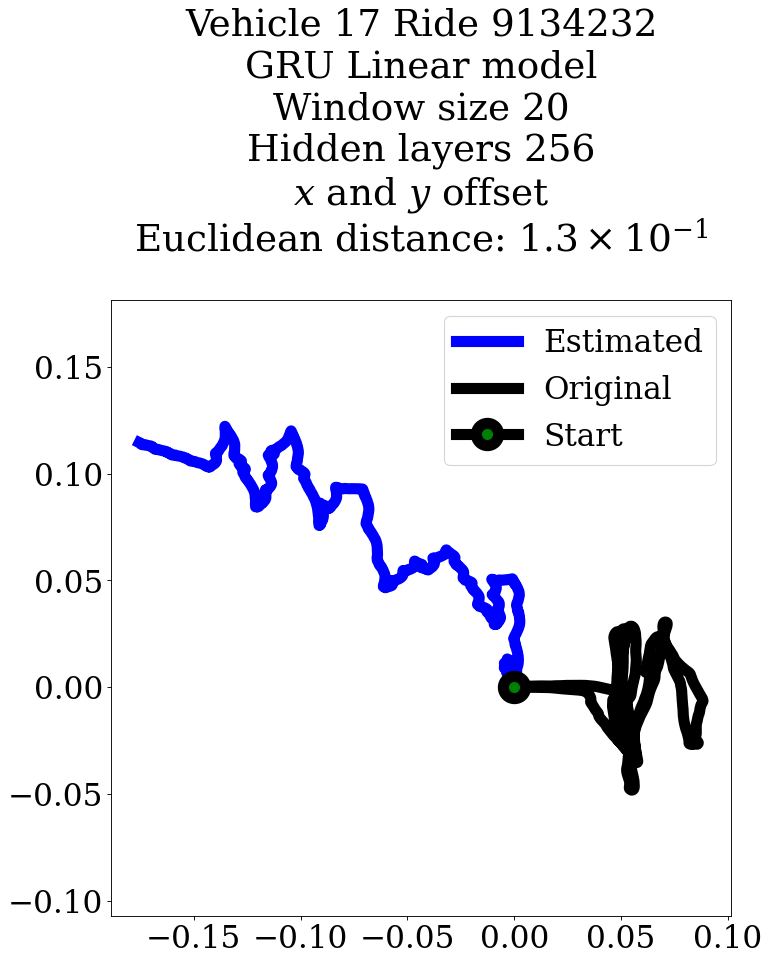 Vehicle 17 Ride 9134232
GRU Linear model
Window size 20
Hidden layers 256
x and y offset
Euclidean distance: 1.3 × 10⁻¹
Estimated
Original
Start
0.15
0.10
0.05
0.00
−0.05
−0.10
−0.15 −0.10 −0.05 0.00 0.05 0.10